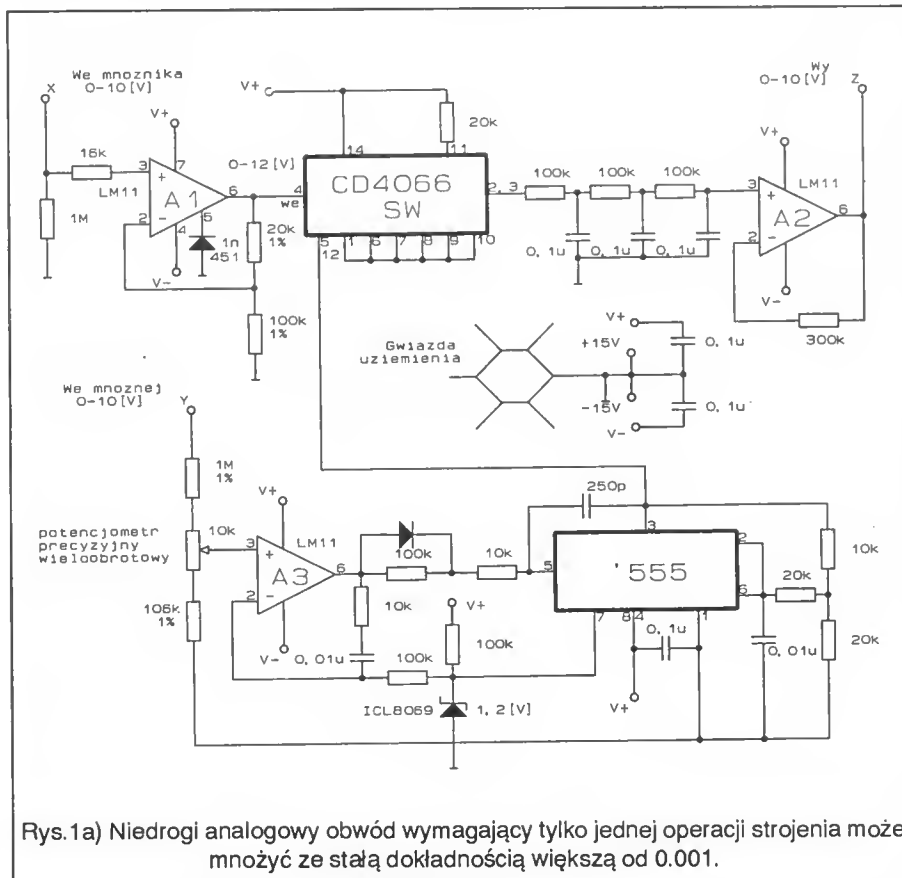 We mnoznika
0-10[V]
X
V+
16k
1M
LM11
A1
3
+
2
-
7
6
5
4
V-
1n
451
0-12[V]
20k
1%
100k
1%
V+
20k
14
11
CD4066
SW
4
we
2, 3
5
12
1
6
7
8
9
10
100k
100k
100k
0, 1u
0, 1u
0, 1u
Wy
0-10[V]
Z
V+
LM11
A2
3
+
2
-
6
V-
300k
Gwiazda
uziemienia
V+
+15V
-15V
V-
0, 1u
0, 1u
We mnoznej
0-10[V]
Y
1M
1%
potencjometr
precyzyjny
wieloobrotowy
10k
106k
1%
V+
LM11
A3
3
+
2
-
6
V-
100k
10k
10k
0, 01u
100k
V+
100k
ICL8069
1, 2[V]
250p
3
'555
5
2
6
7
8
4
1
0, 1u
V+
20k
10k
20k
0, 01u
Rys.1a) Niedrogi analogowy obwód wymagający tylko jednej operacji strojenia może
mnożyć ze stałą dokładnością większą od 0.001.